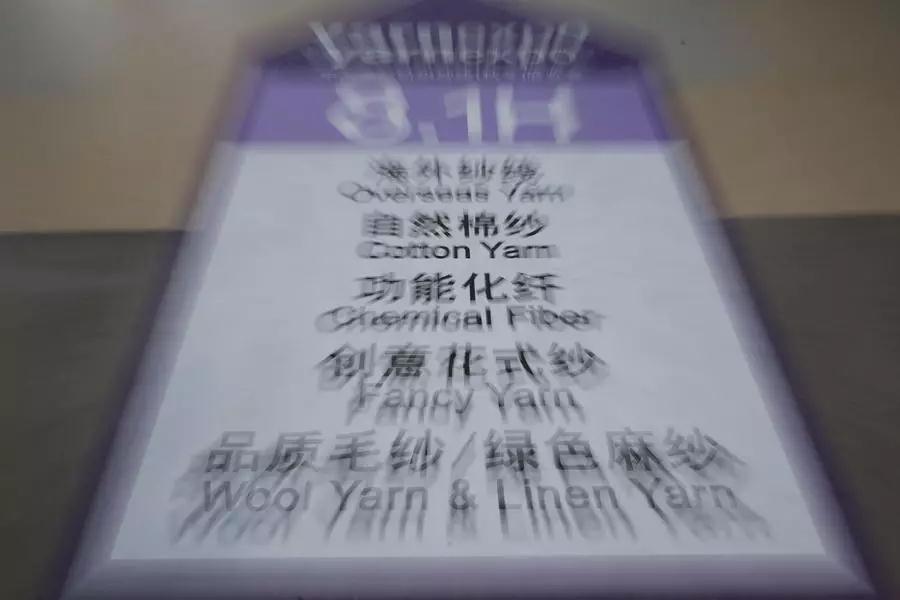 yarnexpo
8.1H
海外纱线
Overseas Yarn
自然棉纱
Cotton Yarn
功能化纤
Chemical Fiber
创意花式纱
Fancy Yarn
品质毛纱/绿色麻纱
Wool Yarn & Linen Yarn